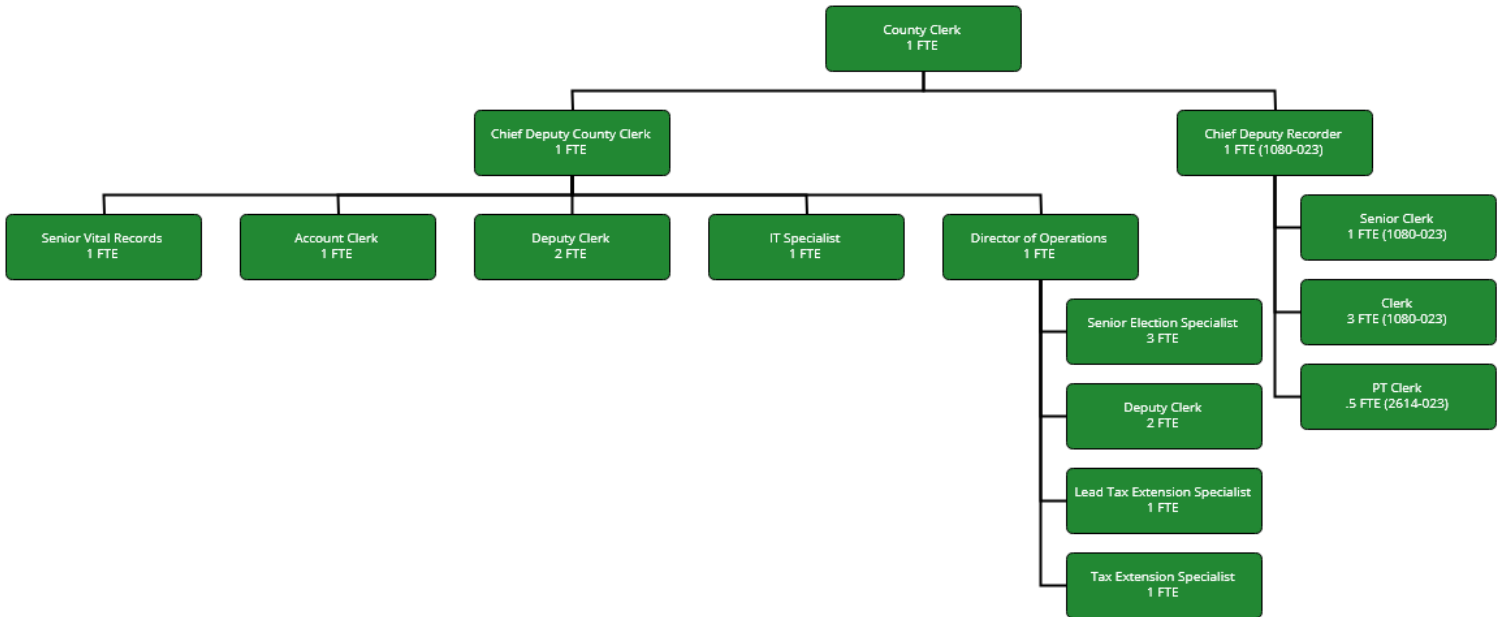 County Clerk
1 FTE
Chief Deputy County Clerk
1 FTE
Chief Deputy Recorder
1 FTE (1080-023)
Senior Vital Records
1 FTE
Account Clerk
1 FTE
Deputy Clerk
2 FTE
IT Specialist
1 FTE
Director of Operations
1 FTE
Senior Election Specialist
3 FTE
Deputy Clerk
2 FTE
Lead Tax Extension Specialist
1 FTE
Tax Extension Specialist
1 FTE
Senior Clerk
1 FTE (1080-023)
Clerk
3 FTE (1080-023)
PT Clerk
.5 FTE (2614-023)